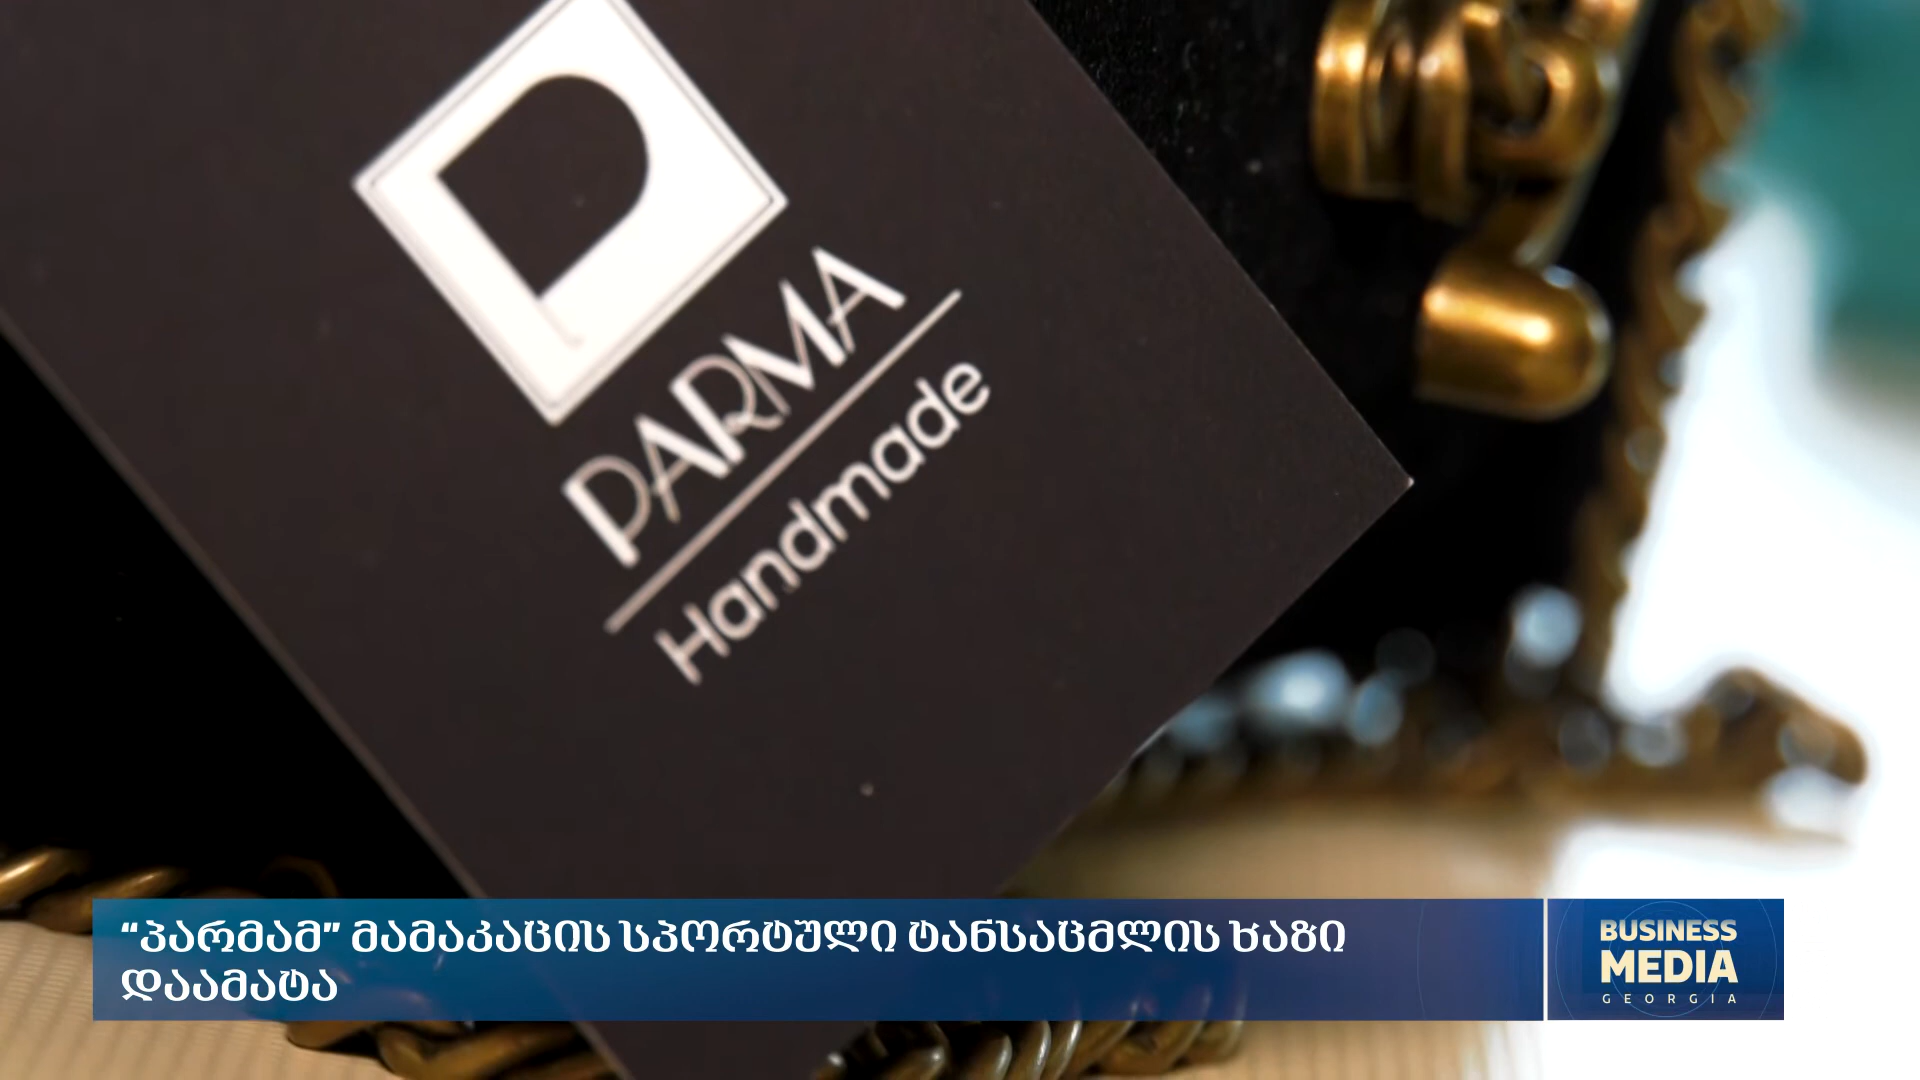 PARMA
Handmade
“პარმამ” მამაკაცის სპორტული ტანსაცმლის ხაზი
დაამატა
BUSINESS
MEDIA
GEORGIA